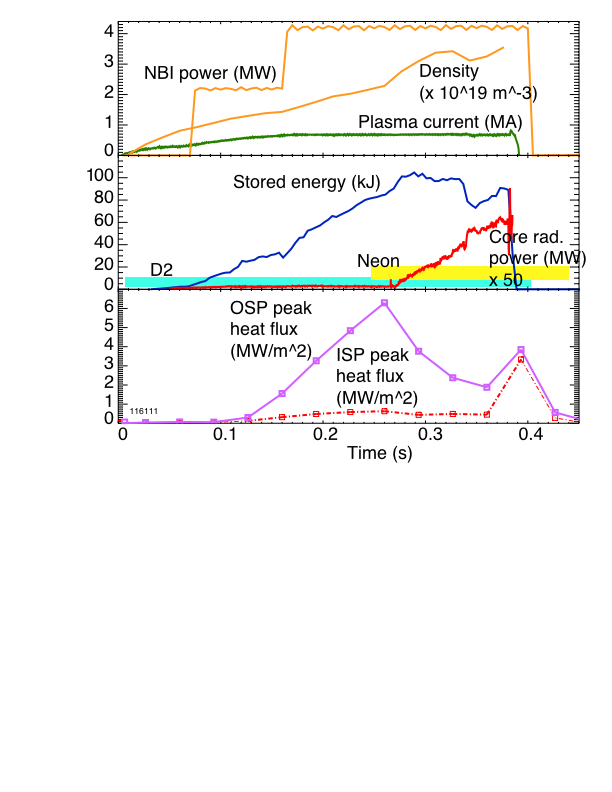 4
3
2
1
0
NBI power (MW)
Density
(x 10^19 m^-3)
Plasma current (MA)
100
80
60
40
20
0
Stored energy (kJ)
D2
Neon
Core rad.
power (MW)
x 50
6
5
4
3
2
1
0
OSP peak
heat flux
(MW/m^2)
ISP peak
heat flux
(MW/m^2)
116111
0 0.1 0.2 0.3 0.4
Time (s)